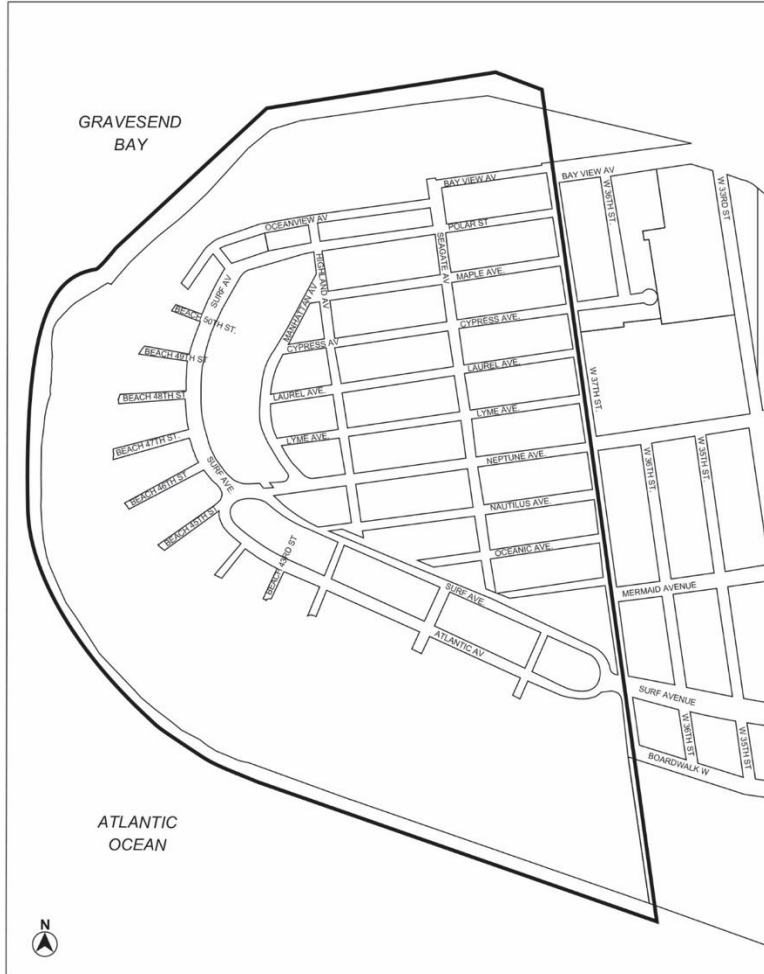 GRAVESEND
BAY
BAY VIEW AV
BAY VIEW AV
W 36TH ST.
W 33RD ST
OCEANVIEW AV
POLAR ST
SEAGATE AV
HIGHLAND AV
MAPLE AVE.
SURF AV
MANHATTAN AV
BEACH 50TH ST.
CYPRESS AVE.
CYPRESS AV
BEACH 49TH ST
LAUREL AVE.
W 37TH ST.
LAUREL AVE.
BEACH 48TH ST
LYME AVE.
LYME AVE.
BEACH 47TH ST.
NEPTUNE AVE.
SURF AVE.
W 36TH ST.
W 35TH ST.
BEACH 46TH ST
NAUTILUS AVE.
BEACH 45TH ST
OCEANIC AVE.
BEACH 43RD ST
SURF AVE.
MERMAID AVENUE
ATLANTIC AV
SURF AVENUE
W 36TH ST
W 35TH ST
BOARDWALK W
ATLANTIC
OCEAN
N